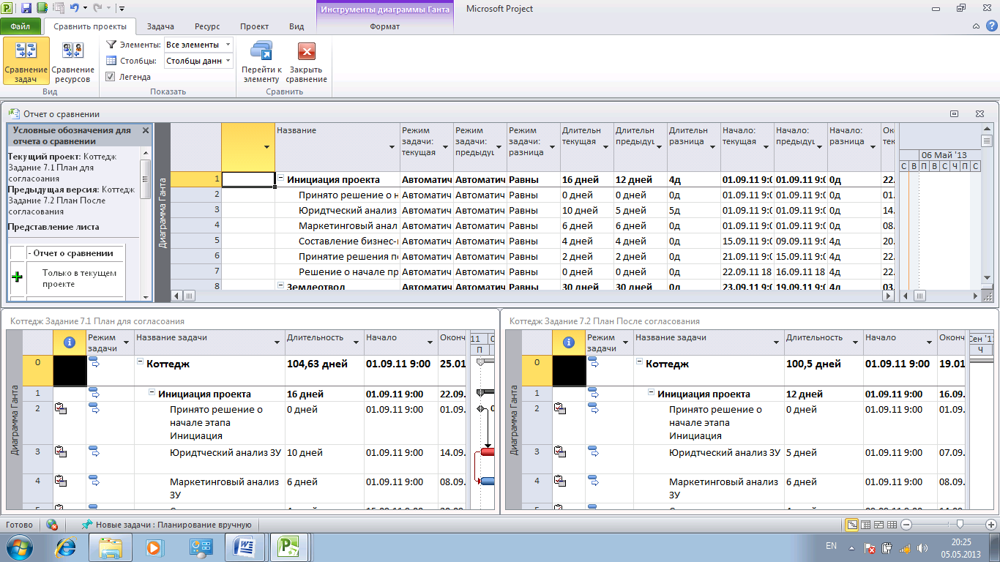 Инструменты диаграммы Ганта
Microsoft Project
Файл
Сравнить проекты
Задача
Ресурс
Проект
Вид
Формат
Сравнение задач
Сравнение ресурсов
Вид
Элементы: Все элементы
Столбцы: Столбцы данн
Легенда
Показать
Перейти к элементу
Закрыть сравнение
Сравнить
Отчет о сравнении
Условные обозначения для
отчета о сравнении
Текущий проект: Коттедж
Задание 7.1 План для
согласоания
Предыдущая версия: Коттедж
Задание 7.2 План После
согласования
Представление листа
- Отчет о сравнении
Только в текущем
проекте
Диаграмма Ганта
Название
Режим задачи: текущая
Режим задачи: предыдущ
Режим задачи: разница
Длительн текущая
Длительн предыдущ
Длительн разница
Начало: текущая
Начало: предыдущ
Начало: разница
06 Май '13
С В П В С Ч П С
1 Инициация проекта Автоматич Автоматич Равны 16 дней 12 дней 4д 01.09.11 9:0 01.09.11 9:0 0д 22.
2 Принято решение о н Автоматич Автоматич Равны 0 дней 0 дней 0д 01.09.11 9:0 01.09.11 9:0 0д 01.
3 Юридтческий анализ Автоматич Автоматич Равны 10 дней 5 дней 5д 01.09.11 9:0 01.09.11 9:0 0д 14.
4 Маркетинговый анал Автоматич Автоматич Равны 6 дней 6 дней 0д 01.09.11 9:0 01.09.11 9:0 0д 08.
5 Составление бизнес- Автоматич Автоматич Равны 4 дней 4 дней 0д 15.09.11 9:0 09.09.11 9:0 4д 20.
6 Принятие решения по Автоматич Автоматич Равны 2 дней 2 дней 0д 21.09.11 9:0 15.09.11 9:0 4д 22.
7 Решение о начале пр Автоматич Автоматич Равны 0 дней 0 дней 0д 22.09.11 18 16.09.11 18 4д 22.
8 Землеотвод Автоматич Автоматич Равны 30 дней 30 дней 0д 23.09.11 9:0 19.09.11 9:0 4д 03.
Коттедж Задание 7.1 План для согласоания
Диаграмма Ганта
Режим задачи
Название задачи
Длительность
Начало
Оконч
11
П
0 Коттедж 104,63 дней 01.09.11 9:00 25.01
1 Инициация проекта 16 дней 01.09.11 9:00 22.09.
2 Принято решение о 0 дней 01.09.11 9:00 01.09.
начале этапа
Инициация
3 Юридтческий анализ ЗУ 10 дней 01.09.11 9:00 14.09.
4 Маркетинговый анализ 6 дней 01.09.11 9:00 08.09.
ЗУ
Коттедж Задание 7.2 План После согласования
Диаграмма Ганта
Режим задачи
Название задачи
Длительность
Начало
Оконч
Сен '1
Ч
0 Коттедж 100,5 дней 01.09.11 9:00 19.01
1 Инициация проекта 12 дней 01.09.11 9:00 16.09.
2 Принято решение о 0 дней 01.09.11 9:00 01.09.
начале этапа
Инициация
3 Юридтческий анализ ЗУ 5 дней 01.09.11 9:00 07.09.
4 Маркетинговый анализ 6 дней 01.09.11 9:00 08.09.
ЗУ
Готово
Новые задачи : Планирование вручную
EN
20:25
05.05.2013